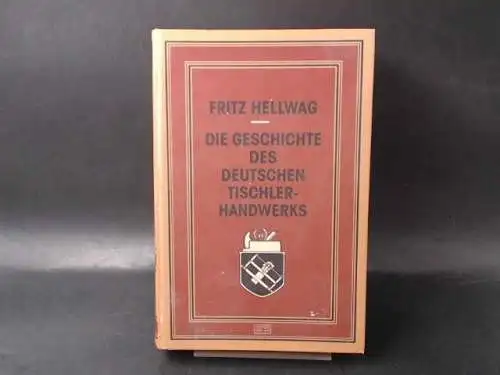 FRITZ HELLWAG
DIE GESCHICHTE
DES
DEUTSCHEN
TISCHLER-
HANDWERKS